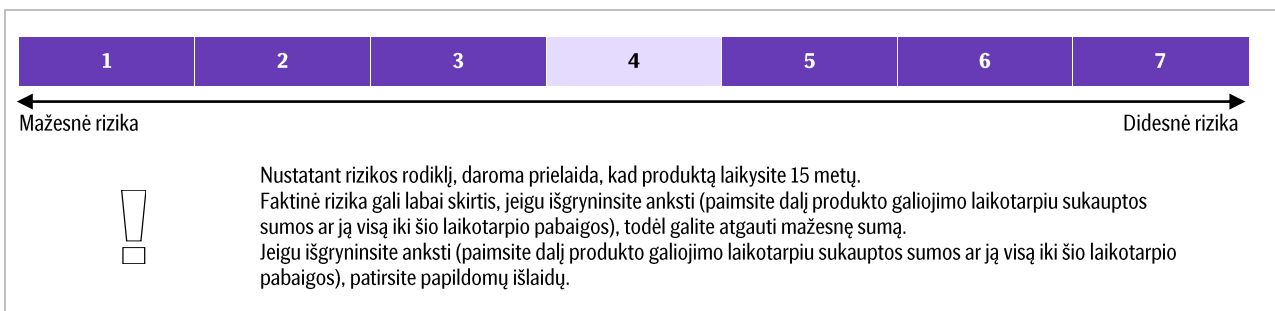 1 2 3 4 5 6 7
Mažesnė rizika Didesnė rizika
Nustatant rizikos rodiklį, daroma prielaida, kad produktą laikysite 15 metų.
Faktinė rizika gali labai skirtis, jeigu išgryninsite anksti (paimsite dalį produkto galiojimo laikotarpiu sukauptos
sumos ar ją visą iki šio laikotarpio pabaigos), todėl galite atgauti mažesnę sumą.
Jeigu išgryninsite anksti (paimsite dalį produkto galiojimo laikotarpiu sukauptos sumos ar ją visą iki šio laikotarpio
pabaigos), patirsite papildomų išlaidų.